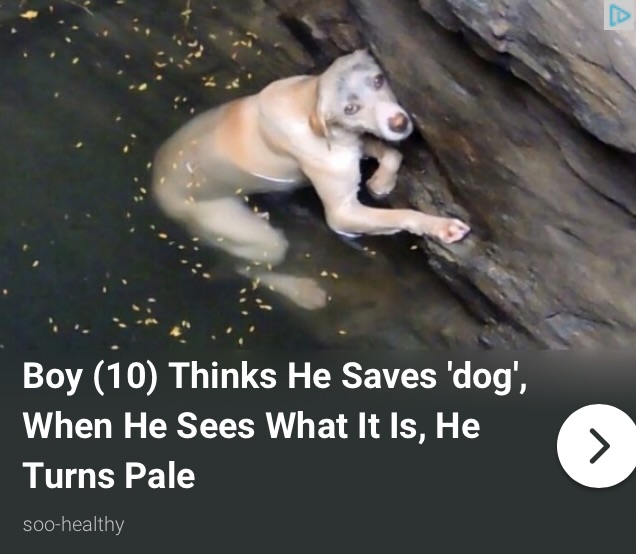 Boy (10) Thinks He Saves 'dog',
When He Sees What It Is, He
Turns Pale
soo-healthy